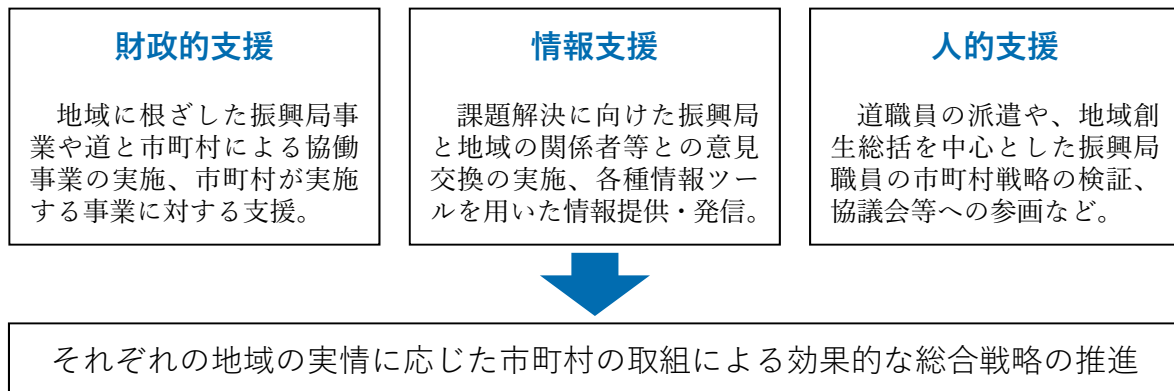 財政的支援
地域に根ざした振興局事
業や道と市町村による協働
事業の実施、市町村が実施
する事業に対する支援。
情報支援
課題解決に向けた振興局
と地域の関係者等との意見
交換の実施、各種情報ツー
ルを用いた情報提供・発信。
人的支援
道職員の派遣や、地域創
生総括を中心とした振興局
職員の市町村戦略の検証、
協議会等への参画など。
それぞれの地域の実情に応じた市町村の取組による効果的な総合戦略の推進